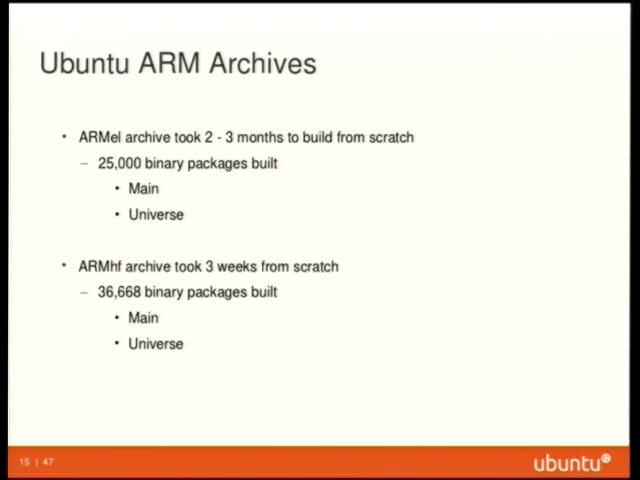 Ubuntu ARM Archives
• ARMel archive took 2 - 3 months to build from scratch
– 25,000 binary packages built
• Main
• Universe
• ARMhf archive took 3 weeks from scratch
– 36,668 binary packages built
• Main
• Universe
15 | 47
ubuntu